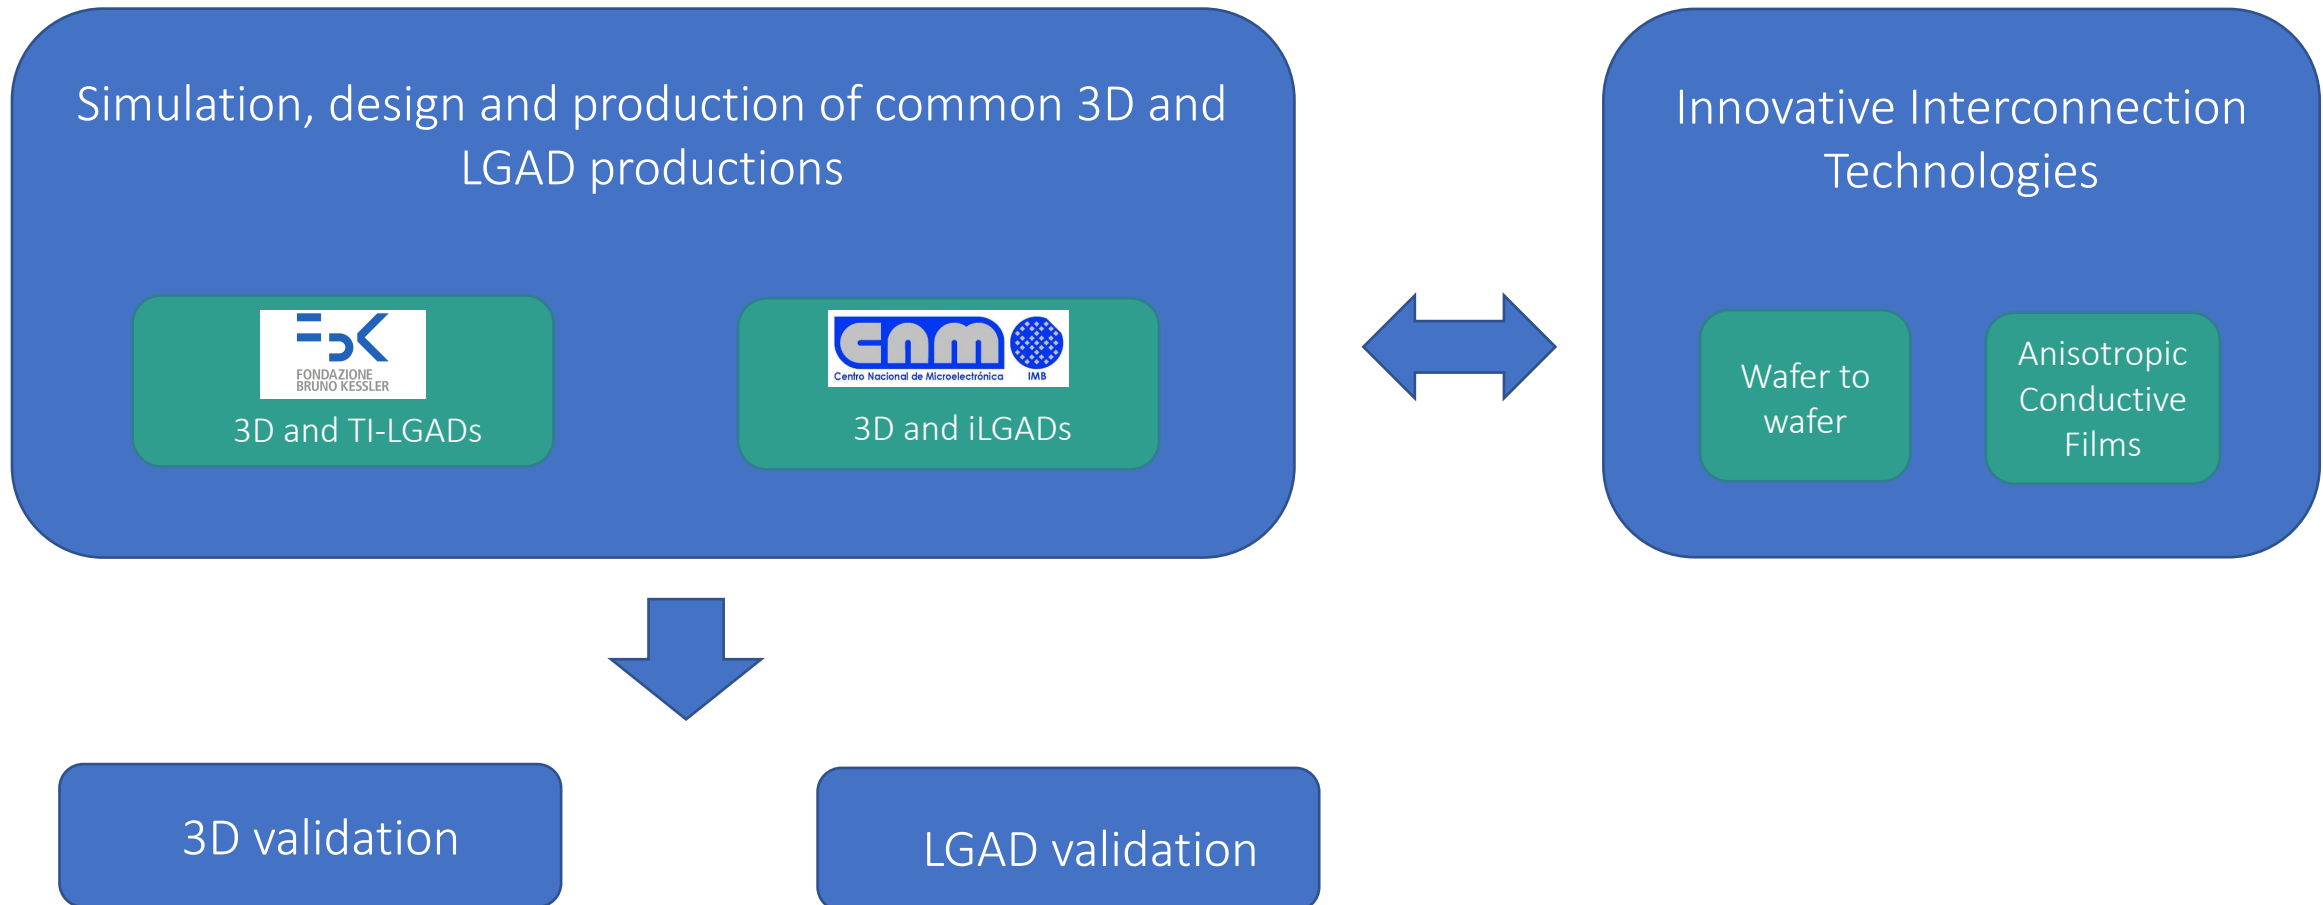 Simulation, design and production of common 3D and
LGAD productions
FBK
FONDAZIONE
BRUNO KESSLER
3D and TI-LGADs
cnm
Centro Nacional de Microelectrónica
IMB
3D and iLGADs
Innovative Interconnection
Technologies
Wafer to
wafer
Anisotropic
Conductive
Films
3D validation
LGAD validation